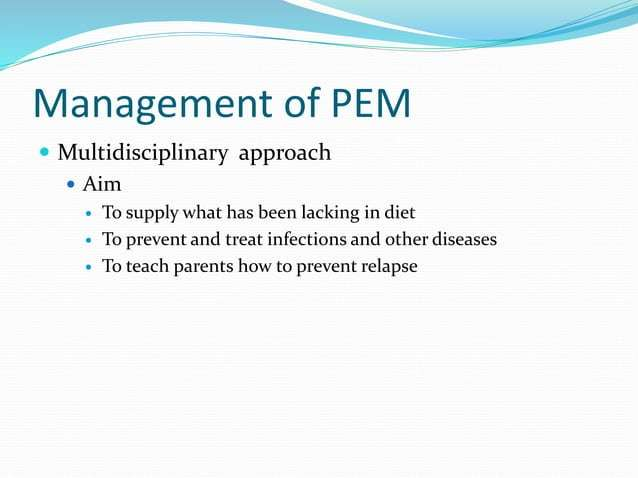 Management of PEM
Multidisciplinary approach
Aim
To supply what has been lacking in diet
To prevent and treat infections and other diseases
To teach parents how to prevent relapse